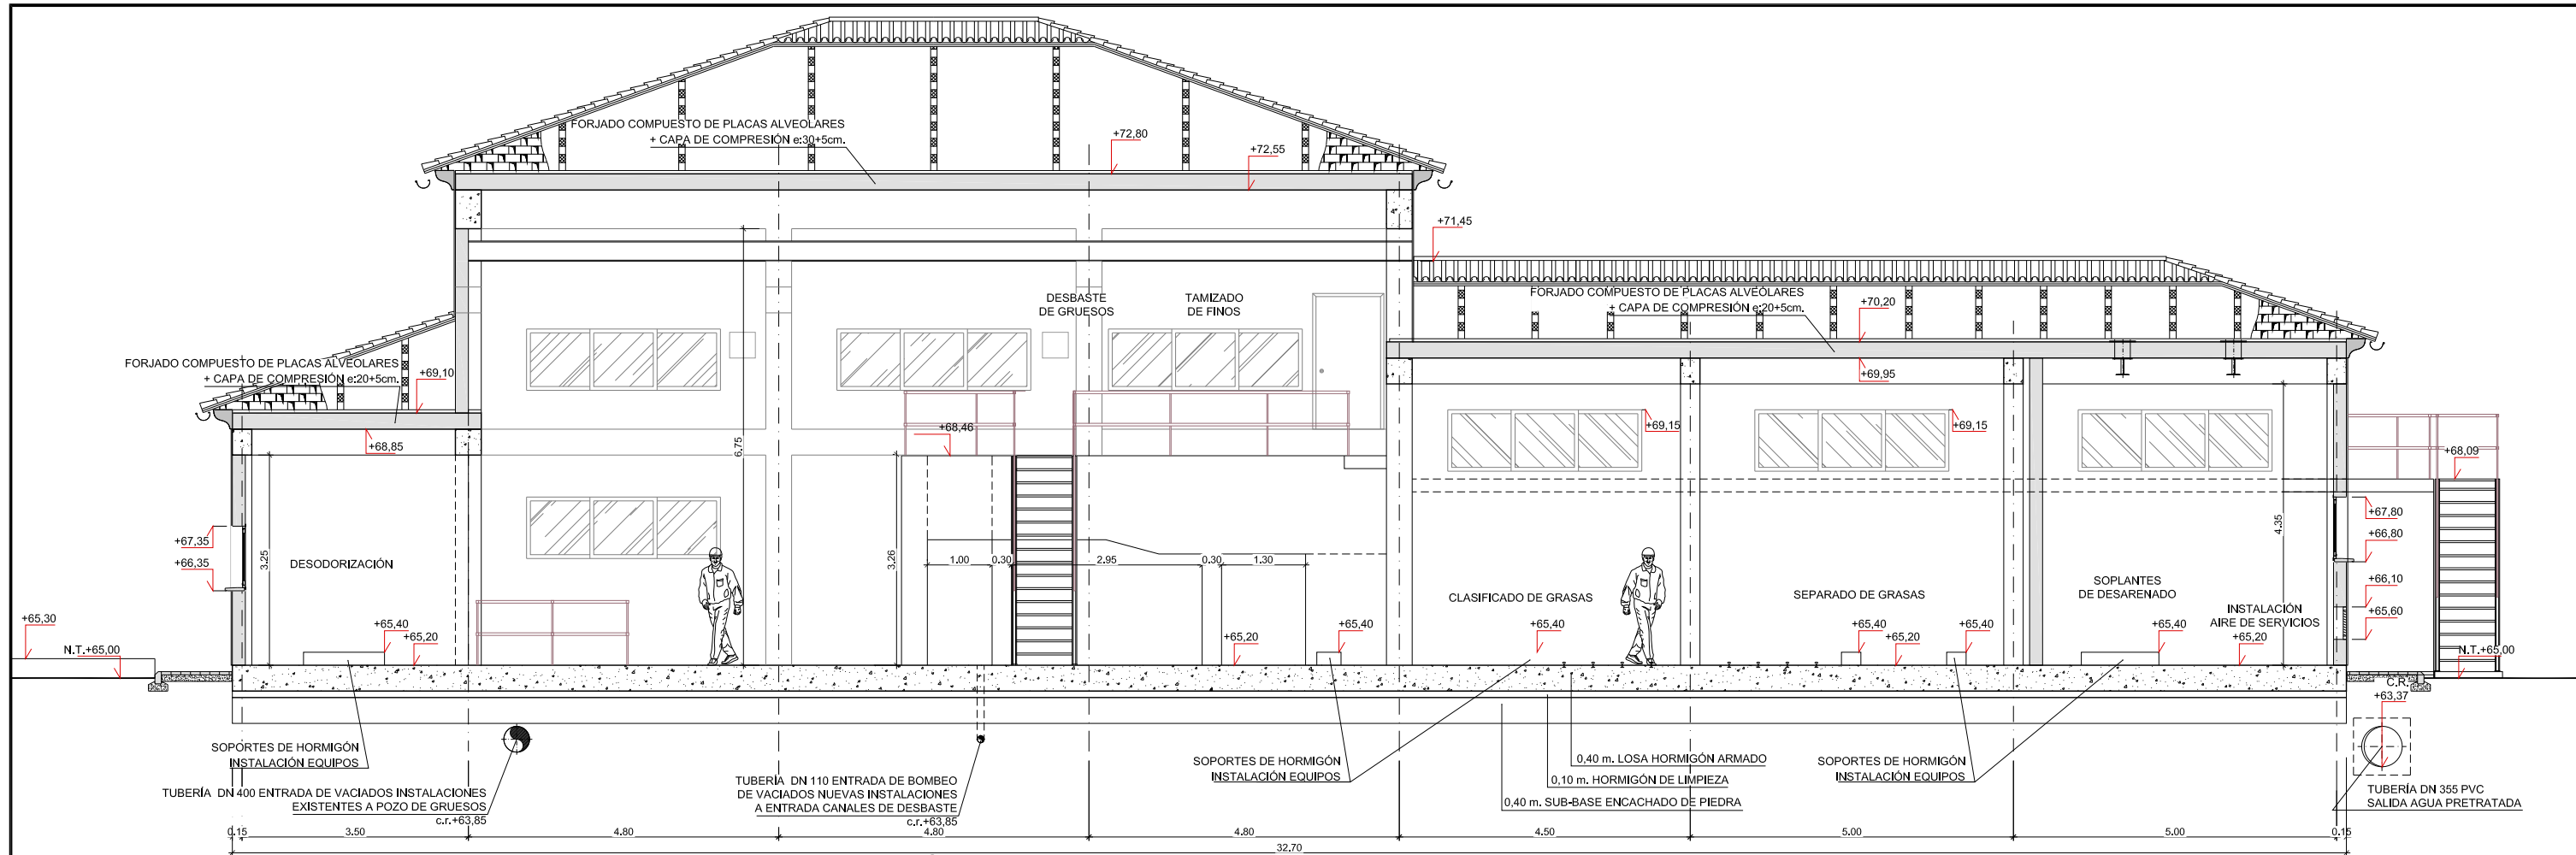 FORJADO COMPUESTO DE PLACAS ALVEOLARES
+ CAPA DE COMPRESIÓN e:30+5cm.
+72,80
+72,55
+71,45
DESBASTE
DE GRUESOS
TAMIZADO
DE FINOS
FORJADO COMPUESTO DE PLACAS ALVEOLARES
+ CAPA DE COMPRESIÓN e:20+5cm.
+70,20
+69,95
FORJADO COMPUESTO DE PLACAS ALVEOLARES
+ CAPA DE COMPRESIÓN e:20+5cm.
+69,10
+68,85
6.75
+68,46
+69,15
+69,15
+68,09
+67,35
+66,35
3.25
DESODORIZACIÓN
3.26
1.00
0.30
2.95
0.30
1.30
4.35
+67,80
+66,80
+66,10
+65,60
CLASIFICADO DE GRASAS
SEPARADO DE GRASAS
SOPLANTES
DE DESARENADO
INSTALACIÓN
AIRE DE SERVICIOS
+65,30
N.T.+65,00
+65,40
+65,20
+65,20
+65,40
+65,40
+65,40
+65,20
+65,40
+65,40
+65,20
N.T.+65,00
C.R.
+63,37
SOPORTES DE HORMIGÓN
INSTALACIÓN EQUIPOS
TUBERÍA DN 400 ENTRADA DE VACIADOS INSTALACIONES
EXISTENTES A POZO DE GRUESOS
c.r.+63,85
TUBERÍA DN 110 ENTRADA DE BOMBEO
DE VACIADOS NUEVAS INSTALACIONES
A ENTRADA CANALES DE DESBASTE
c.r.+63,85
SOPORTES DE HORMIGÓN
INSTALACIÓN EQUIPOS
0,40 m. LOSA HORMIGÓN ARMADO
0,10 m. HORMIGÓN DE LIMPIEZA
0,40 m. SUB-BASE ENCACHADO DE PIEDRA
SOPORTES DE HORMIGÓN
INSTALACIÓN EQUIPOS
TUBERÍA DN 355 PVC
SALIDA AGUA PRETRATADA
0.15
3.50
4.80
4.80
4.80
4.50
5.00
5.00
0.15
32.70